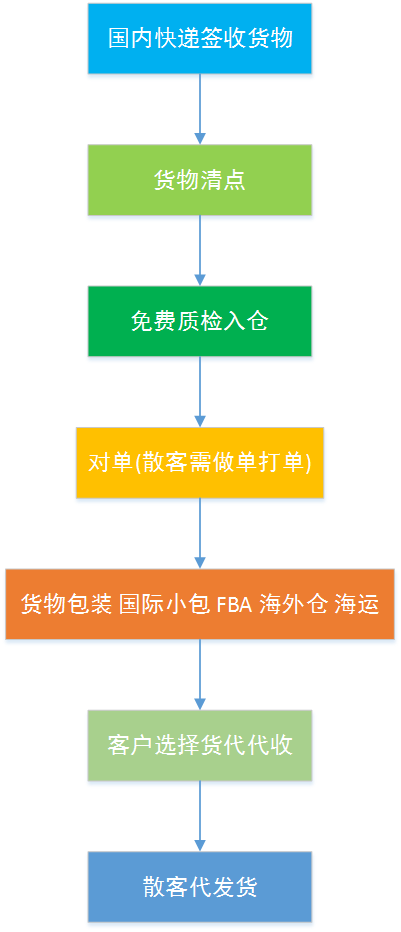 国内快递签收货物
货物清点
免费质检入仓
对单(散客需做单打单)
货物包装 国际小包 FBA 海外仓 海运
客户选择货代代收
散客代发货